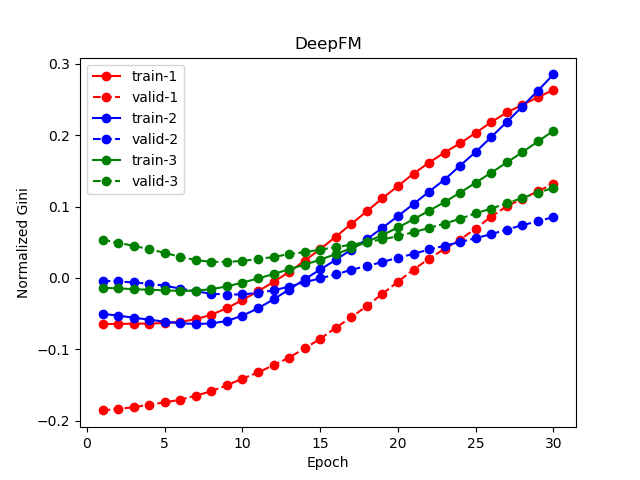 DeepFM
train-1
valid-1
train-2
valid-2
train-3
valid-3
Normalized Gini
0.3
0.2
0.1
0.0
−0.1
−0.2
0 5 10 15 20 25 30
Epoch